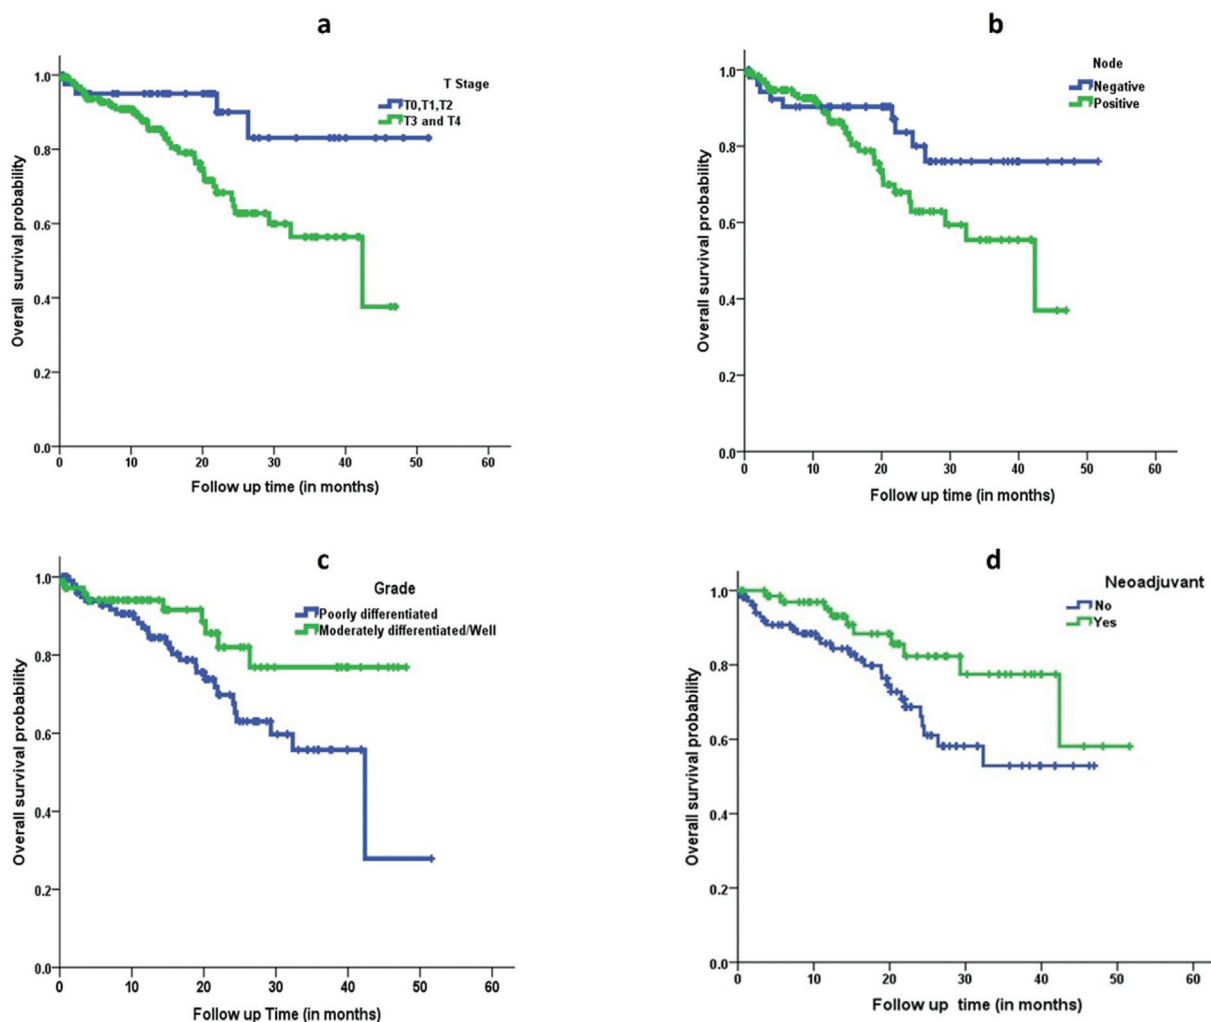 a
T Stage
T0,T1,T2
T3 and T4
Overall survival probability
1.0
0.8
0.6
0.4
0.2
0.0
0 10 20 30 40 50 60
Follow up time (in months)
b
Node
Negative
Positive
Overall survival probability
1.0
0.8
0.6
0.4
0.2
0.0
0 10 20 30 40 50 60
Follow up time (in months)
c
Grade
Poorly differentiated
Moderately differentiated/Well
Overall survival probability
1.0
0.8
0.6
0.4
0.2
0.0
0 10 20 30 40 50 60
Follow up Time (in months)
d
Neoadjuvant
No
Yes
Overall survival probability
1.0
0.8
0.6
0.4
0.2
0.0
0 10 20 30 40 50 60
Follow up time (in months)